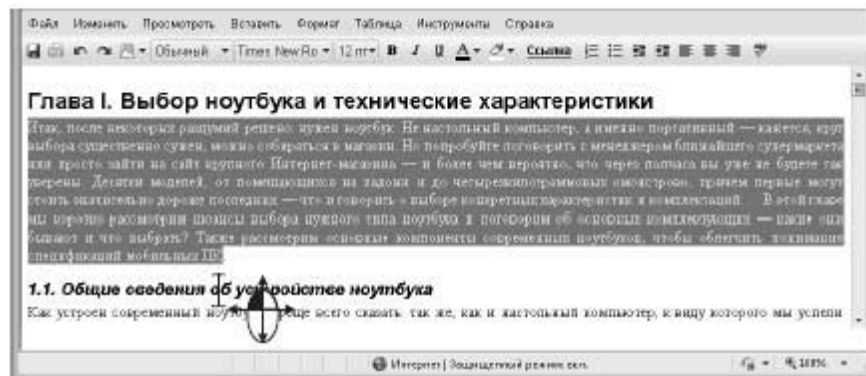 Файл Изменить Просмотреть Вставить Формат Таблица Инструменты Справка
Обычный Times New Ro 12 пт B I U A Ссылка
Глава I. Выбор ноутбука и технические характеристики
Итак, после некоторых раздумий решено: нужен ноутбук. Не настольный компьютер, а именно портативный — кажется, круг
выбора существенно сужен, можно собираться в магазин. Но попробуйте поговорить с менеджером ближайшего супермаркета
или просто зайти на сайт крупного Интернет-магазина — и более чем вероятно, что через полчаса вы уже не будете так
уверены. Десятки моделей, от помещающихся на ладони и до четырехкилограммовых «монстров», причем первые могут
стоить значительно дороже последних — что и говорить о выборе конкретных характеристик и комплектаций. В этой главе
мы коротко рассмотрим нюансы выбора нужного типа ноутбука и поговорим об основных комплектующих — какие они
бывают и что выбрать? Также рассмотрим основные компоненты современных ноутбуков, чтобы облегчить понимание
спецификаций мобильных ПК.
1.1. Общие сведения об устройстве ноутбука
Как устроен современный ноутбук? Проще всего сказать так же, как и настольный компьютер, к виду которого мы успели
Интернет | Защищенный режим: вкл. 100%